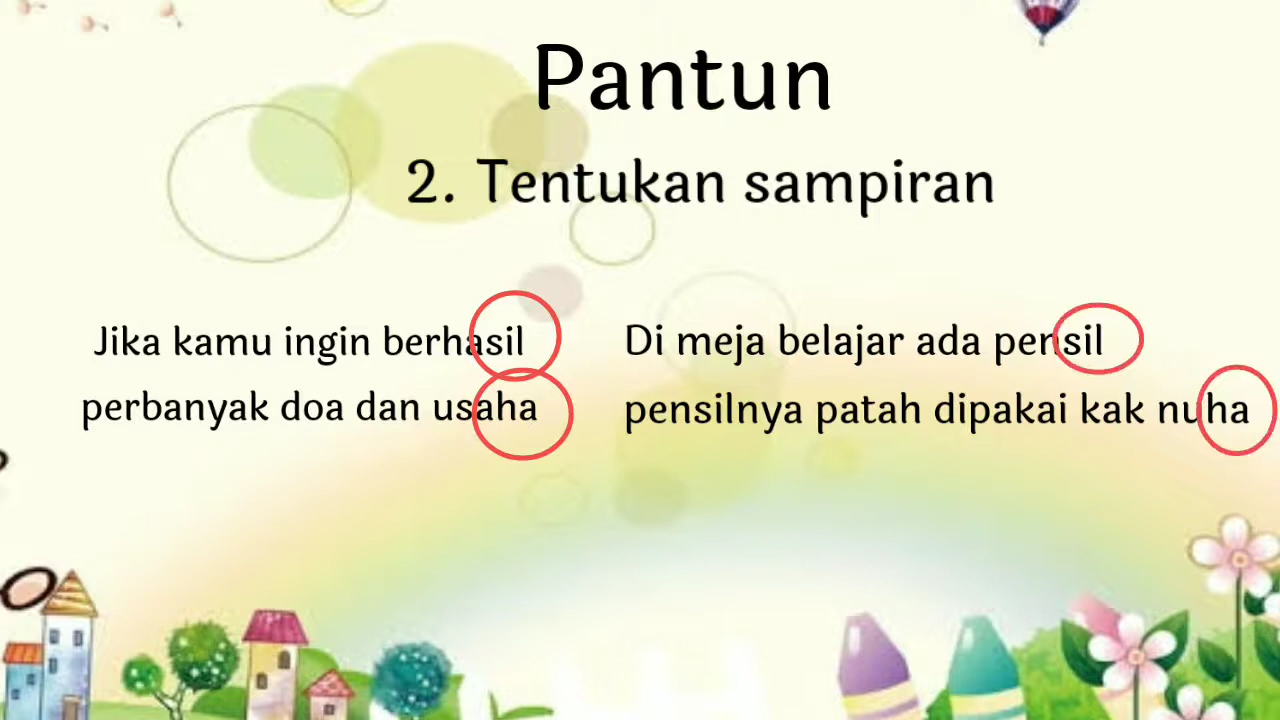 Pantun
2. Tentukan sampiran
Jika kamu ingin berhasil
perbanyak doa dan usaha
Di meja belajar ada pensil
pensilnya patah dipakai kak nuha